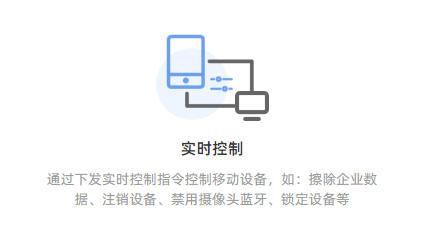 实时控制
通过下发实时控制指令控制移动设备，如：擦除企业数
据、注销设备、禁用摄像头蓝牙、锁定设备等